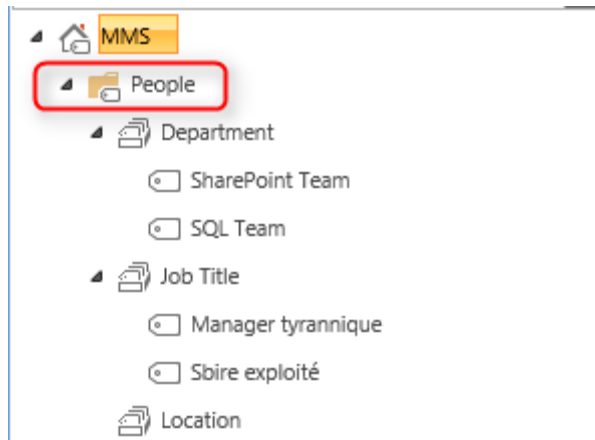 MMS
People
Department
SharePoint Team
SQL Team
Job Title
Manager tyrannique
Sbire exploité
Location